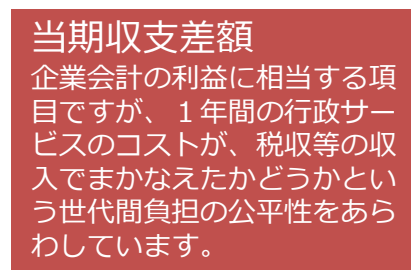 当期収支差額
企業会計の利益に相当する項
目ですが、１年間の行政サー
ビスのコストが、税収等の収
入でまかなえたかどうかとい
う世代間負担の公平性をあら
わしています。